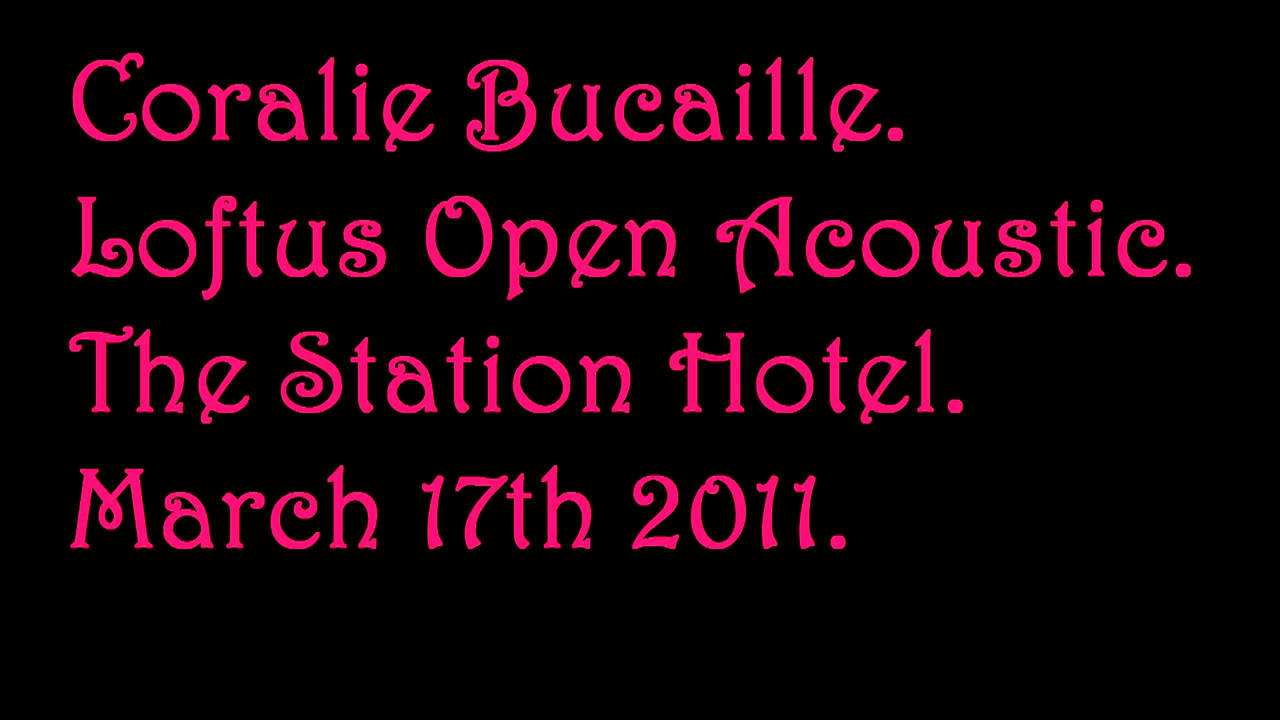 Coralie Bucaille.
Loftus Open Acoustic.
The Station Hotel.
March 17th 2011.